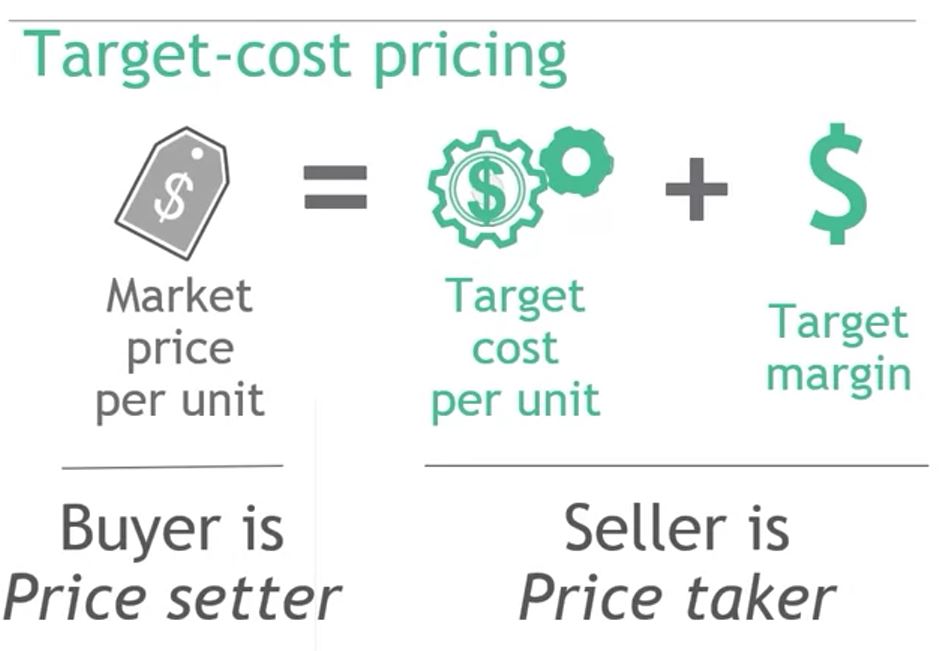 Target-cost pricing
$ = $ + $
Market
price
per unit
Target
cost
per unit
Target
margin
Buyer is
Price setter
Seller is
Price taker